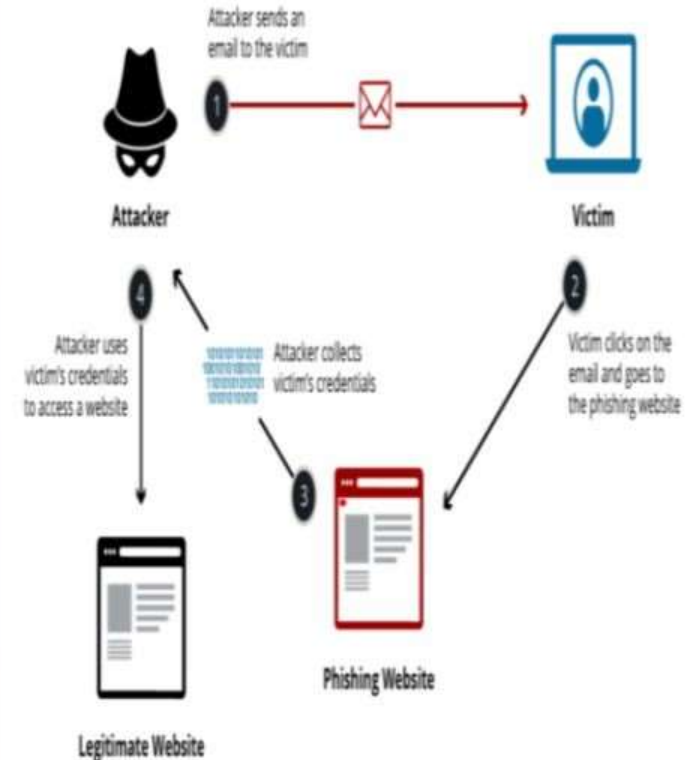 Attacker sends an
email to the victim
1
Attacker
Victim
4
2
Attacker uses
victim's credentials
to access a website
Attacker collects
victim's credentials
Victim clicks on the
email and goes to
the phishing website
3
Phishing Website
Legitimate Website